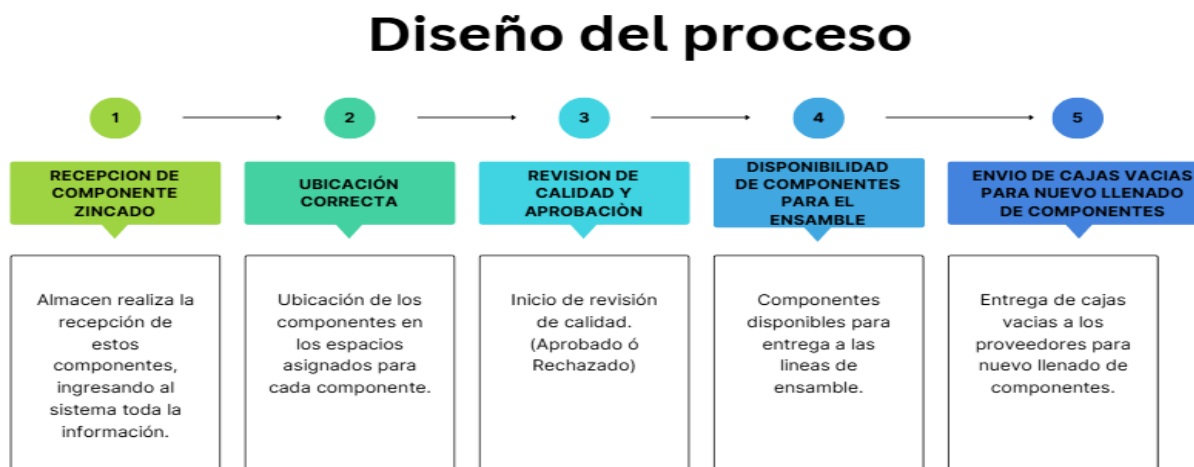 Diseño del proceso
1
2
3
4
5
RECEPCION DE
COMPONENTE
ZINCADO
UBICACIÓN
CORRECTA
REVISION DE
CALIDAD Y
APROBACIÒN
DISPONIBILIDAD
DE COMPONENTES
PARA EL
ENSAMBLE
ENVIO DE CAJAS VACIAS
PARA NUEVO LLENADO
DE COMPONENTES
Almacen realiza la
recepción de
estos
componentes,
ingresando al
sistema toda la
información.
Ubicación de los
componentes en
los espacios
asignados para
cada componente.
Inicio de revisión
de calidad.
(Aprobado ó
Rechazado)
Componentes
disponibles para
entrega a las
lineas de
ensamble.
Entrega de cajas
vacias a los
proveedores para
nuevo llenado de
componentes.